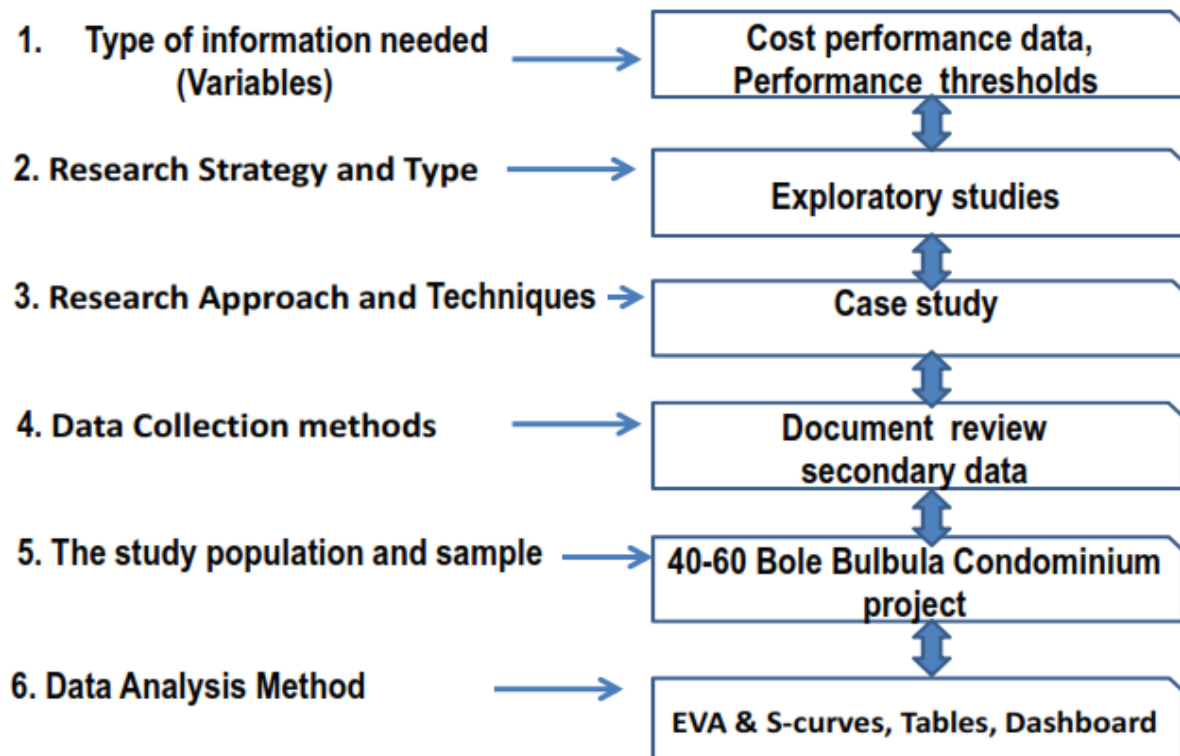 1. Type of information needed
(Variables)
Cost performance data,
Performance thresholds
2. Research Strategy and Type
Exploratory studies
3. Research Approach and Techniques
Case study
4. Data Collection methods
Document review
secondary data
5. The study population and sample
40-60 Bole Bulbula Condominium
project
6. Data Analysis Method
EVA & S-curves, Tables, Dashboard